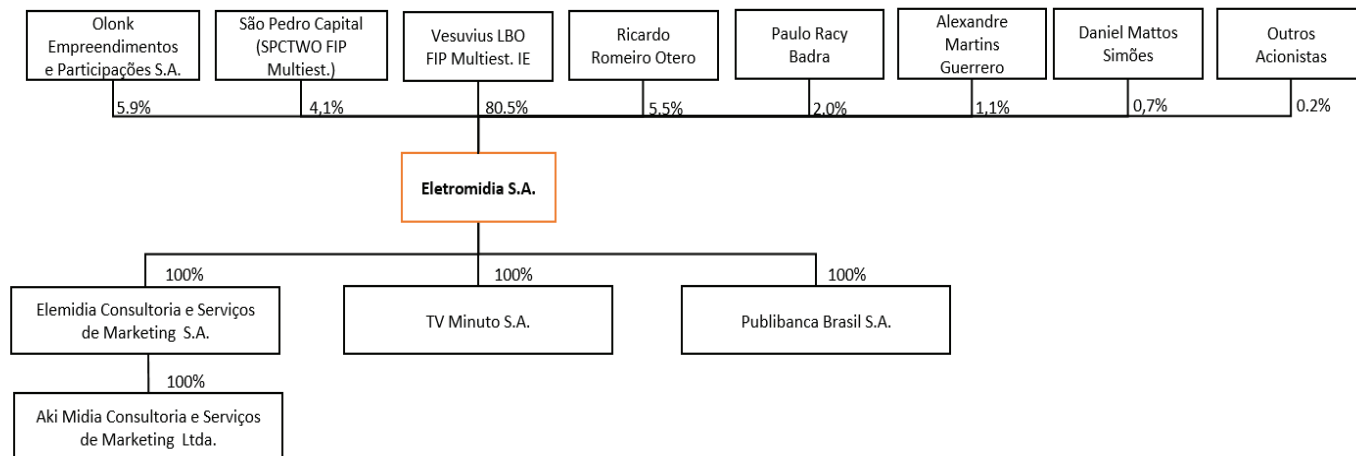 Olonk
Empreendimentos
e Participações S.A.
São Pedro Capital
(SPCTWO FIP
Multiest.)
Vesuvius LBO
FIP Multiest. IE
Ricardo
Romeiro Otero
Paulo Racy
Badra
Alexandre
Martins
Guerrero
Daniel Mattos
Simões
Outros
Acionistas
5.9%
4,1%
80.5%
5.5%
2.0%
1,1%
0,7%
0.2%
Eletromidia S.A.
100%
100%
100%
Elemidia Consultoria e Serviços
de Marketing S.A.
TV Minuto S.A.
Publibanca Brasil S.A.
100%
Aki Midia Consultoria e Serviços
de Marketing Ltda.